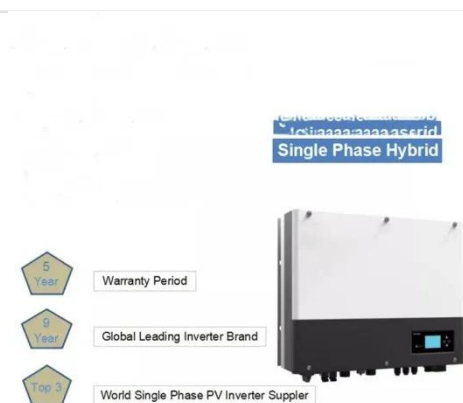 Single Phase Hybrid
5
Year
Warranty Period
9
Year
Global Leading Inverter Brand
Top 3
World Single Phase PV Inverter Suppler